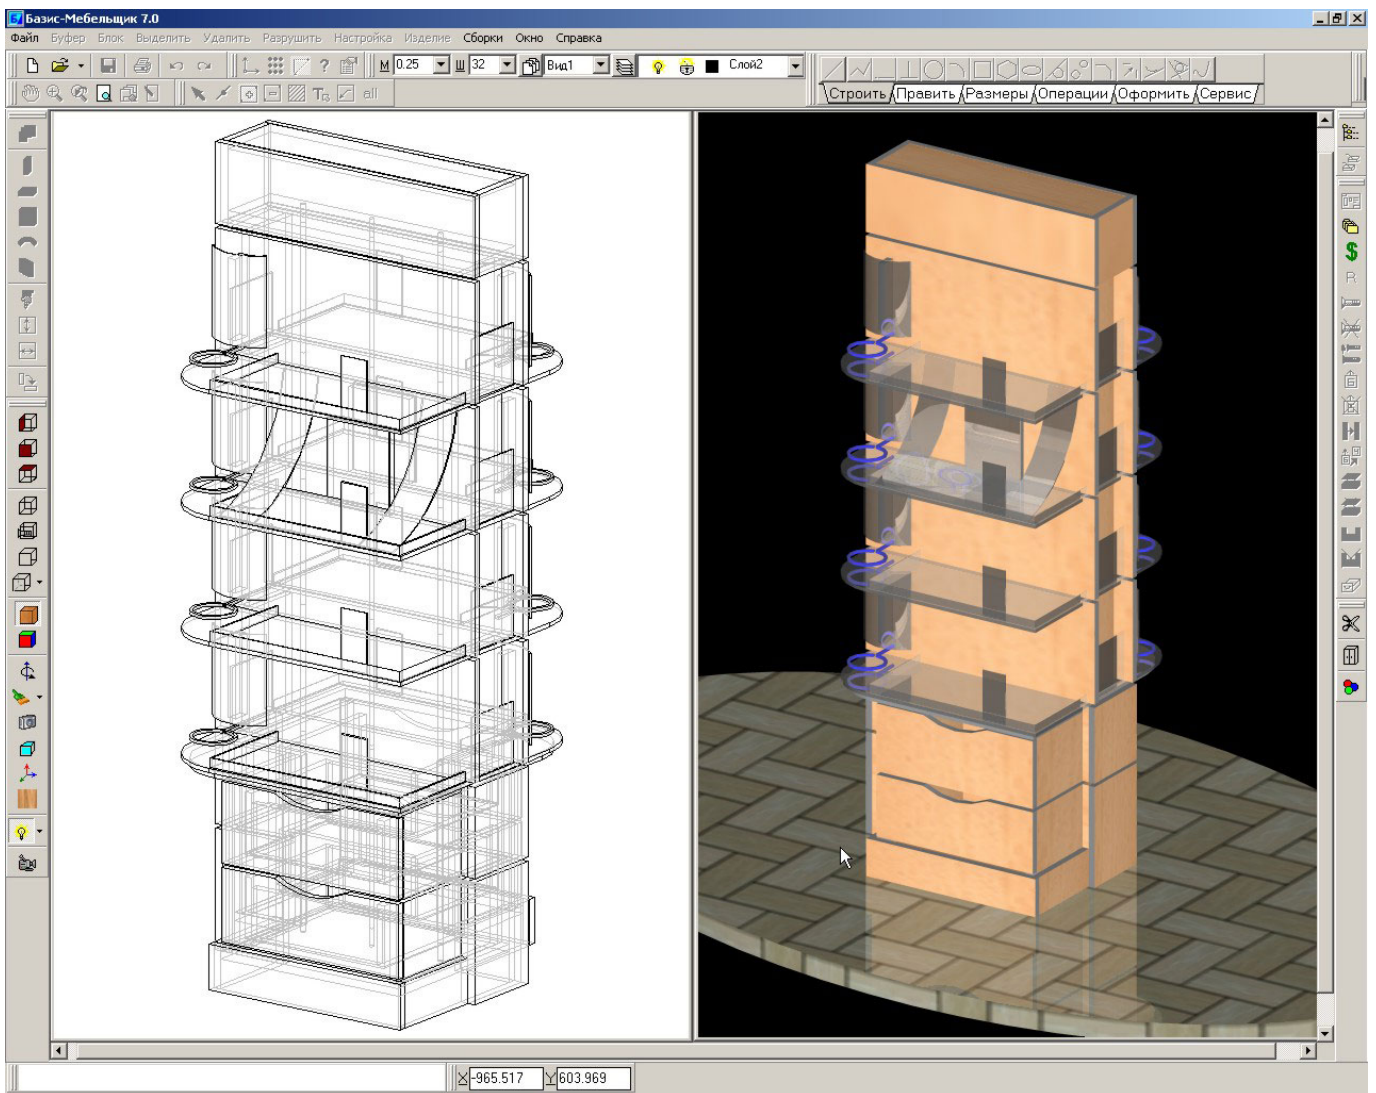 Базис-Мебельщик 7.0
Файл Буфер Блок Выделить Удалить Разрушить Настройка Изделие Сборки Окно Справка
М 0.25 Ш 32 Вид1 Слой2
all
Строить Править Размеры Операции Оформить Сервис
X -965.517 Y 603.969